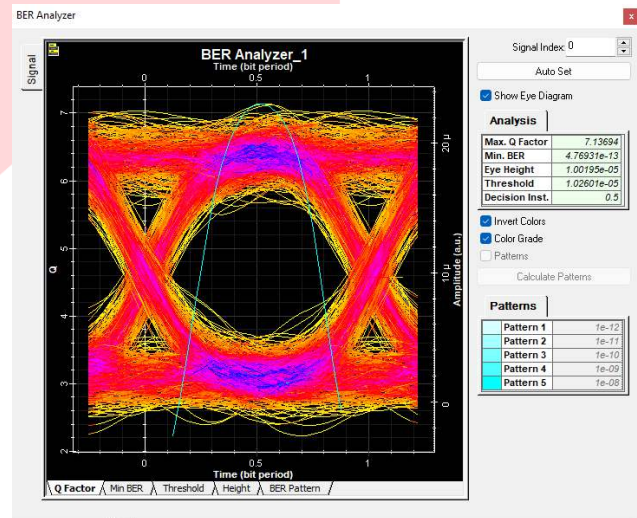 BER Analyzer
x
Signal Index: 0
Auto Set
Show Eye Diagram
Analysis
Max. Q Factor 7.13694
Min. BER 4.76931e-13
Eye Height 1.00195e-05
Threshold 1.02601e-05
Decision Inst. 0.5
Invert Colors
Color Grade
Patterns
Calculate Patterns
Patterns
Pattern 1 1e-12
Pattern 2 1e-11
Pattern 3 1e-10
Pattern 4 1e-09
Pattern 5 1e-08
Signal
BER Analyzer_1
Time (bit period)
0 0.5 1
7
6
5
4
3
2
Q
20 µ
10 µ
0
Amplitude (a.u.)
0 0.5 1
Time (bit period)
Q Factor Min BER Threshold Height BER Pattern